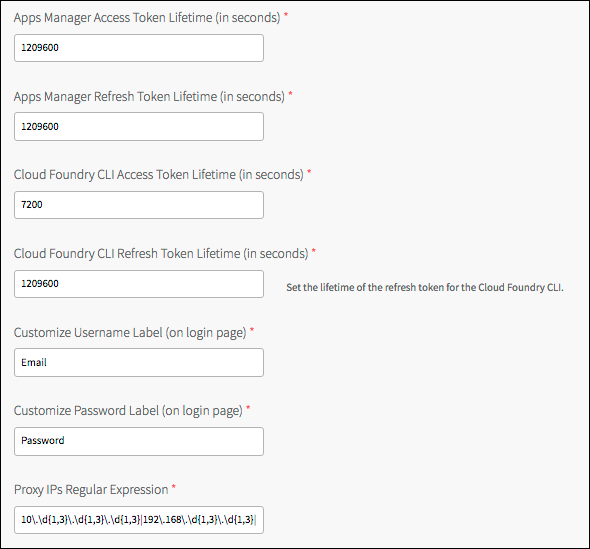 Apps Manager Access Token Lifetime (in seconds) *
1209600
Apps Manager Refresh Token Lifetime (in seconds) *
1209600
Cloud Foundry CLI Access Token Lifetime (in seconds) *
7200
Cloud Foundry CLI Refresh Token Lifetime (in seconds) *
1209600
Set the lifetime of the refresh token for the Cloud Foundry CLI.
Customize Username Label (on login page) *
Email
Customize Password Label (on login page) *
Password
Proxy IPs Regular Expression *
10\.\d{1,3}\.\d{1,3}\.\d{1,3}|192\.168\.\d{1,3}\.\d{1,3}|